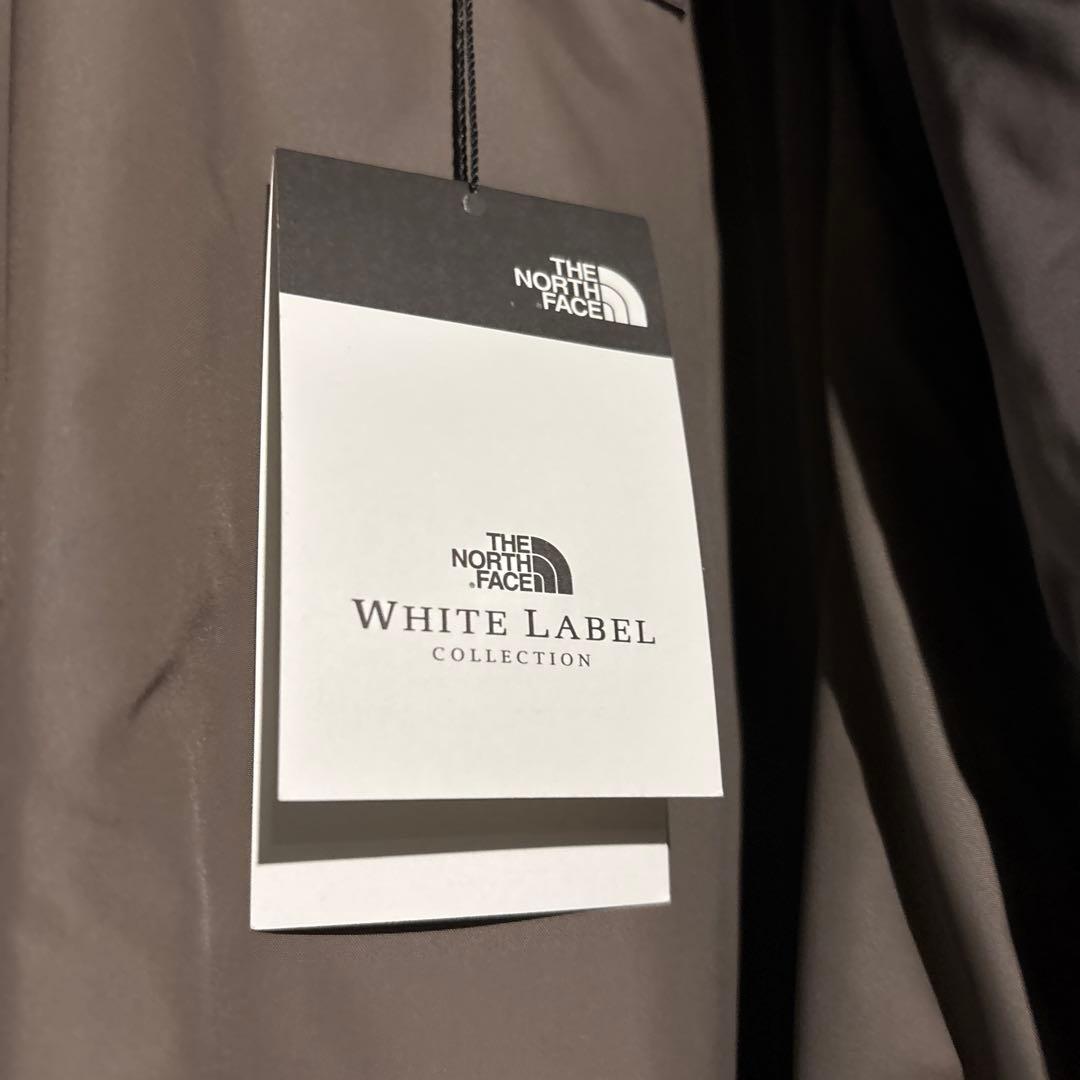 THE
NORTH
FACE
THE
NORTH
FACE
WHITE LABEL
COLLECTION